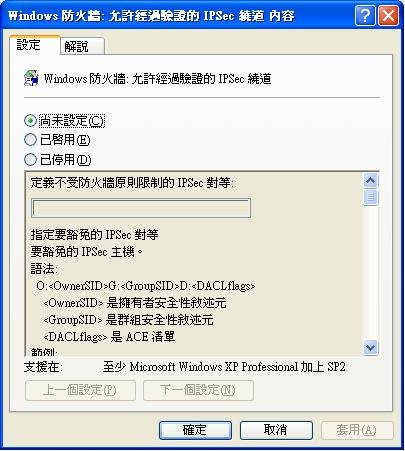 Windows 防火牆: 允許經過驗證的 IPSec 繞道 內容
設定
解說
Windows 防火牆: 允許經過驗證的 IPSec 繞道
尚未設定(C)
已啓用(E)
已停用(D)
定義不受防火牆原則限制的 IPSec 對等:
指定要豁免的 IPSec 對等
要豁免的 IPSec 主機。
語法:
O:<OwnerSID>G:<GroupSID>D:<DACLflags>
<OwnerSID> 是擁有者安全性敘述元
<GroupSID> 是群組安全性敘述元
<DACLflags> 是 ACE 清單
範例:
支援在: 至少 Microsoft Windows XP Professional 加上 SP2
上一個設定(P)
下一個設定(N)
確定
取消
套用(A)